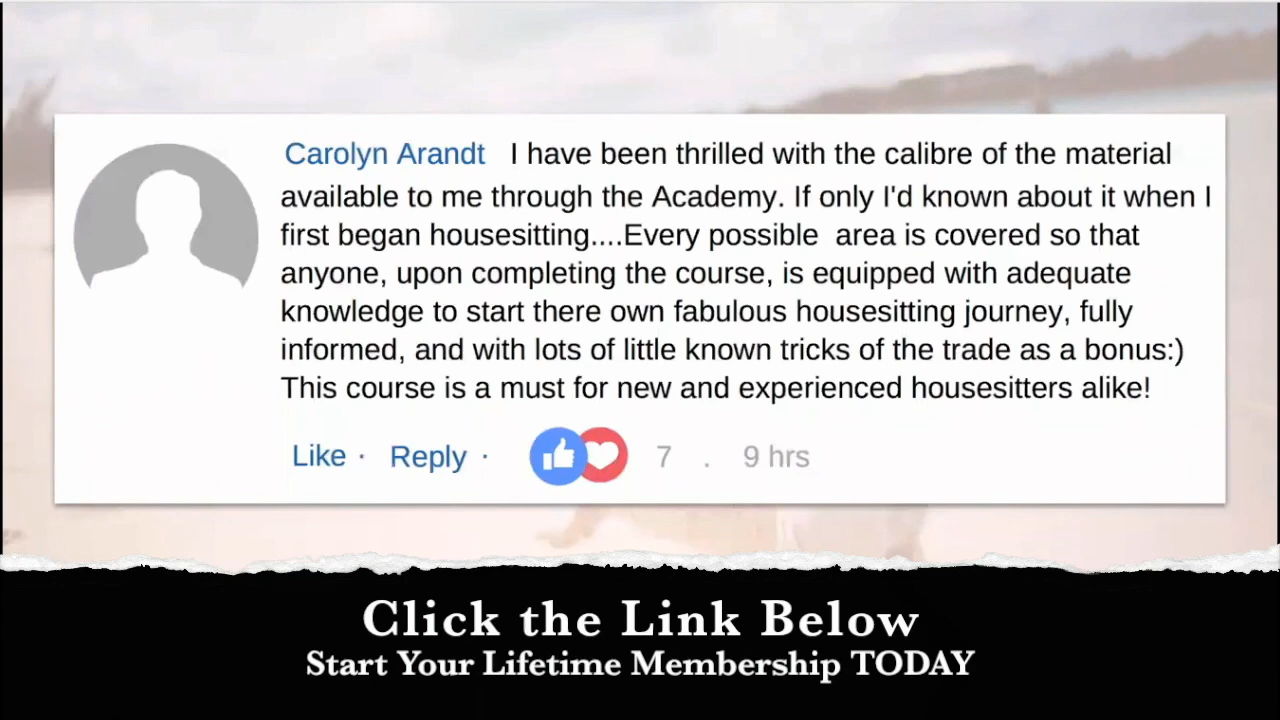 Carolyn Arandt I have been thrilled with the calibre of the material
available to me through the Academy. If only I'd known about it when I
first began housesitting....Every possible  area is covered so that
anyone, upon completing the course, is equipped with adequate
knowledge to start there own fabulous housesitting journey, fully
informed, and with lots of little known tricks of the trade as a bonus:)
This course is a must for new and experienced housesitters alike!
Like · Reply · 7 . 9 hrs
Click the Link Below
Start Your Lifetime Membership TODAY